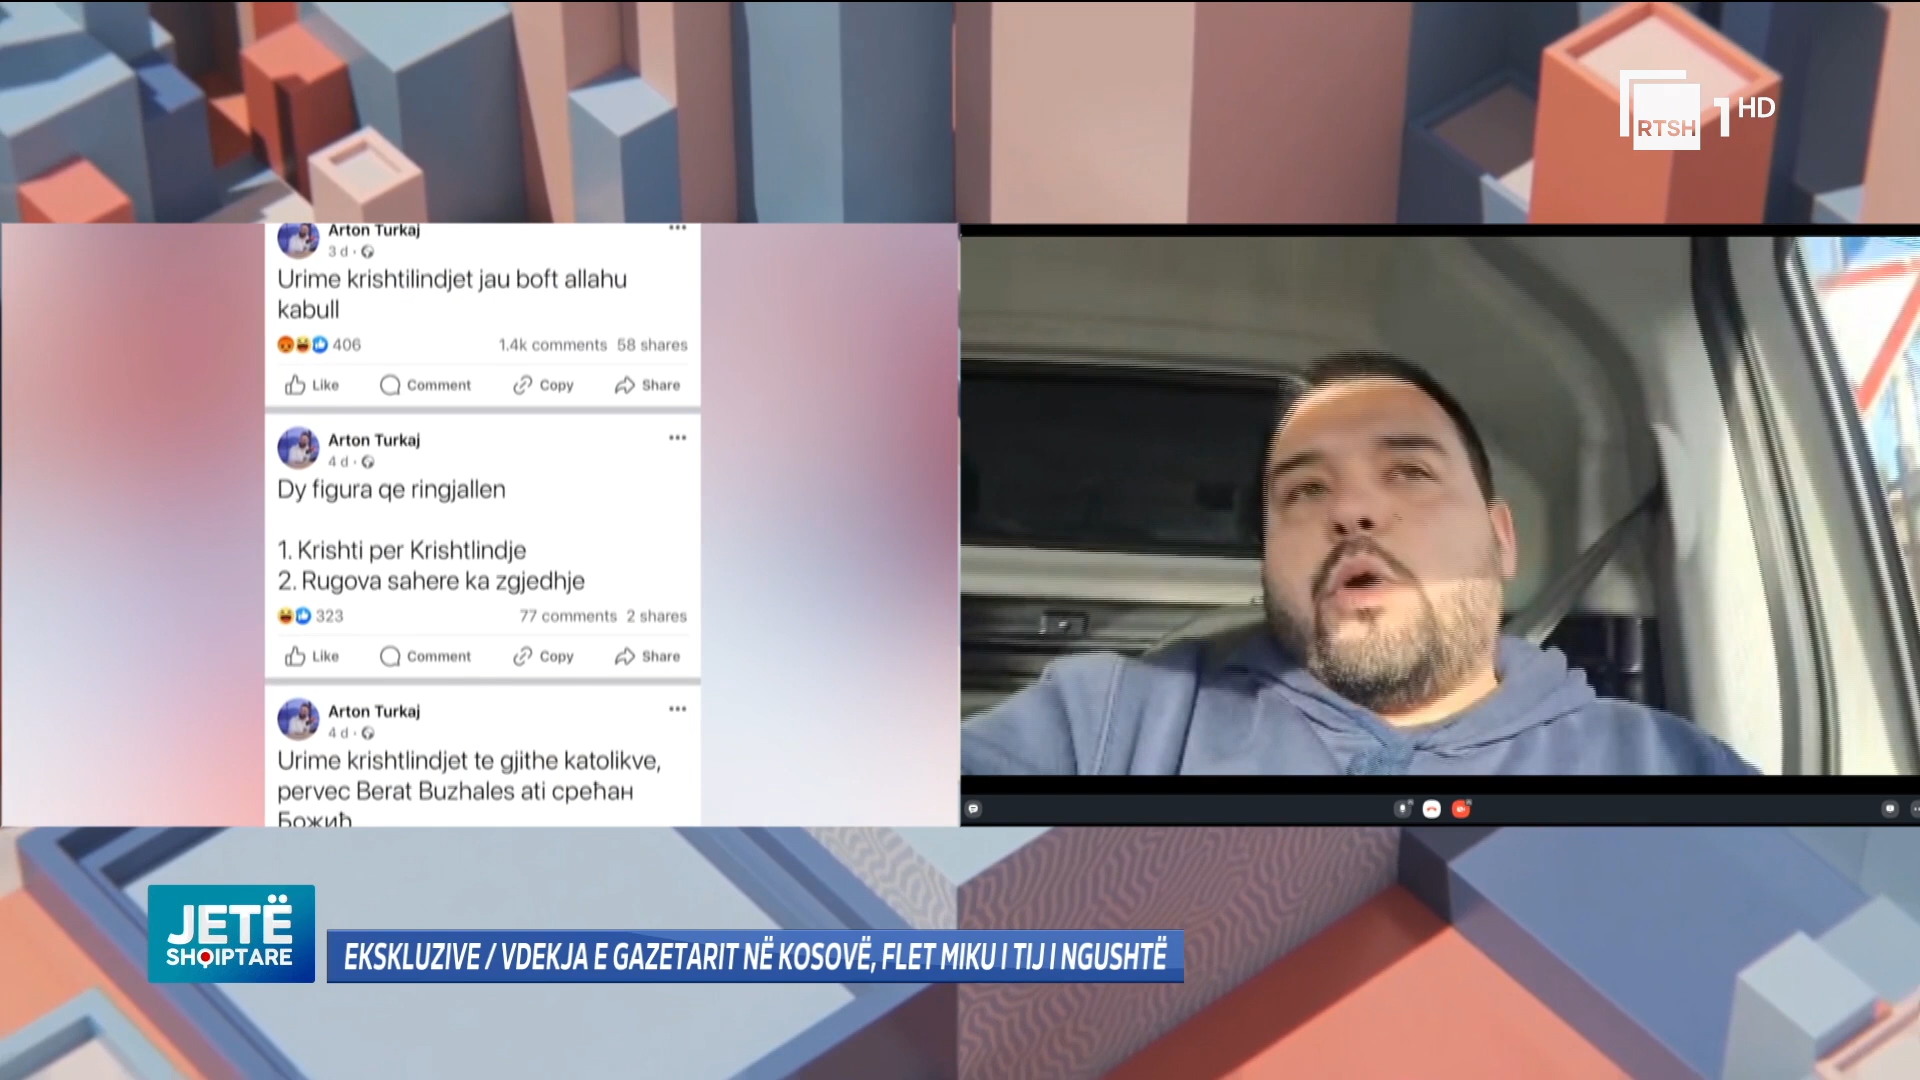 RTSH 1 HD
Arton Turkaj
3 d
Urime krishtilindjet jau boft allahu
kabull
406 1.4k comments 58 shares
Like Comment Copy Share
Arton Turkaj
4 d
Dy figura qe ringjallen
1. Krishti per Krishtlindje
2. Rugova sahere ka zgjedhje
323 77 comments 2 shares
Like Comment Copy Share
Arton Turkaj
4 d
Urime krishtlindjet te gjithe katolikve,
pervec Berat Buzhales ati срећан
Божић
JETË
SHQIPTARE
EKSKLUZIVE / VDEKJA E GAZETARIT NË KOSOVË, FLET MIKU I TIJ I NGUSHTË